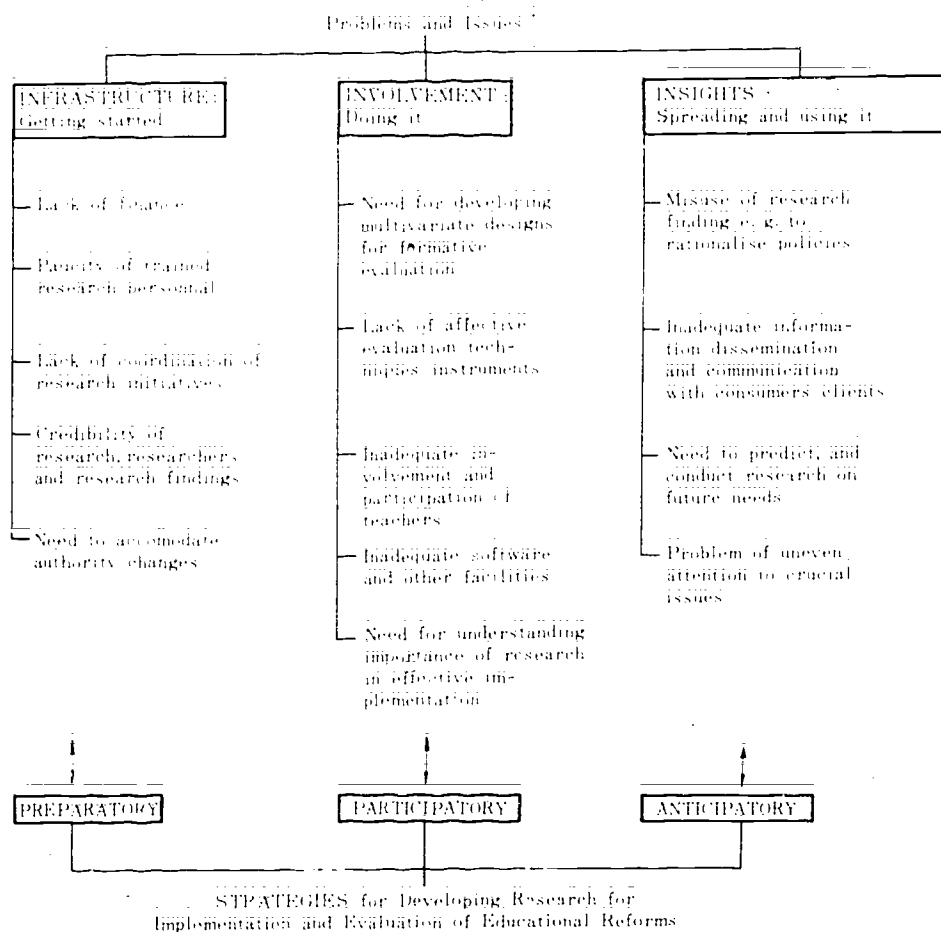 Problems and Issues
INFRASTRUCTURE:
Getting started
Lack of finance
Paucity of trained
research personnal
Lack of coordination of
research initiatives
Credibility of
research, researchers
and research findings
Need to accomodate
authority changes
INVOLVEMENT:
Doing it
Need for developing
multivariate designs
for formative
evaluation
Lack of affective
evaluation tech-
niques instruments
Inadequate in-
volvement and
participation of
teachers
Inadequate software
and other facilities
Need for understanding
importance of research
in effective im-
plementation
INSIGHTS:
Spreading and using it
Misuse of research
finding e.g. to
rationalise policies
Inadequate informa-
tion dissemination
and communication
with consumers clients
Need to predict, and
conduct research on
future needs
Problem of uneven
attention to crucial
issues
PREPARATORY
PARTICIPATORY
ANTICIPATORY
STPATEGIES for Developing Research for
Implementation and Evaluation of Educational Reforms